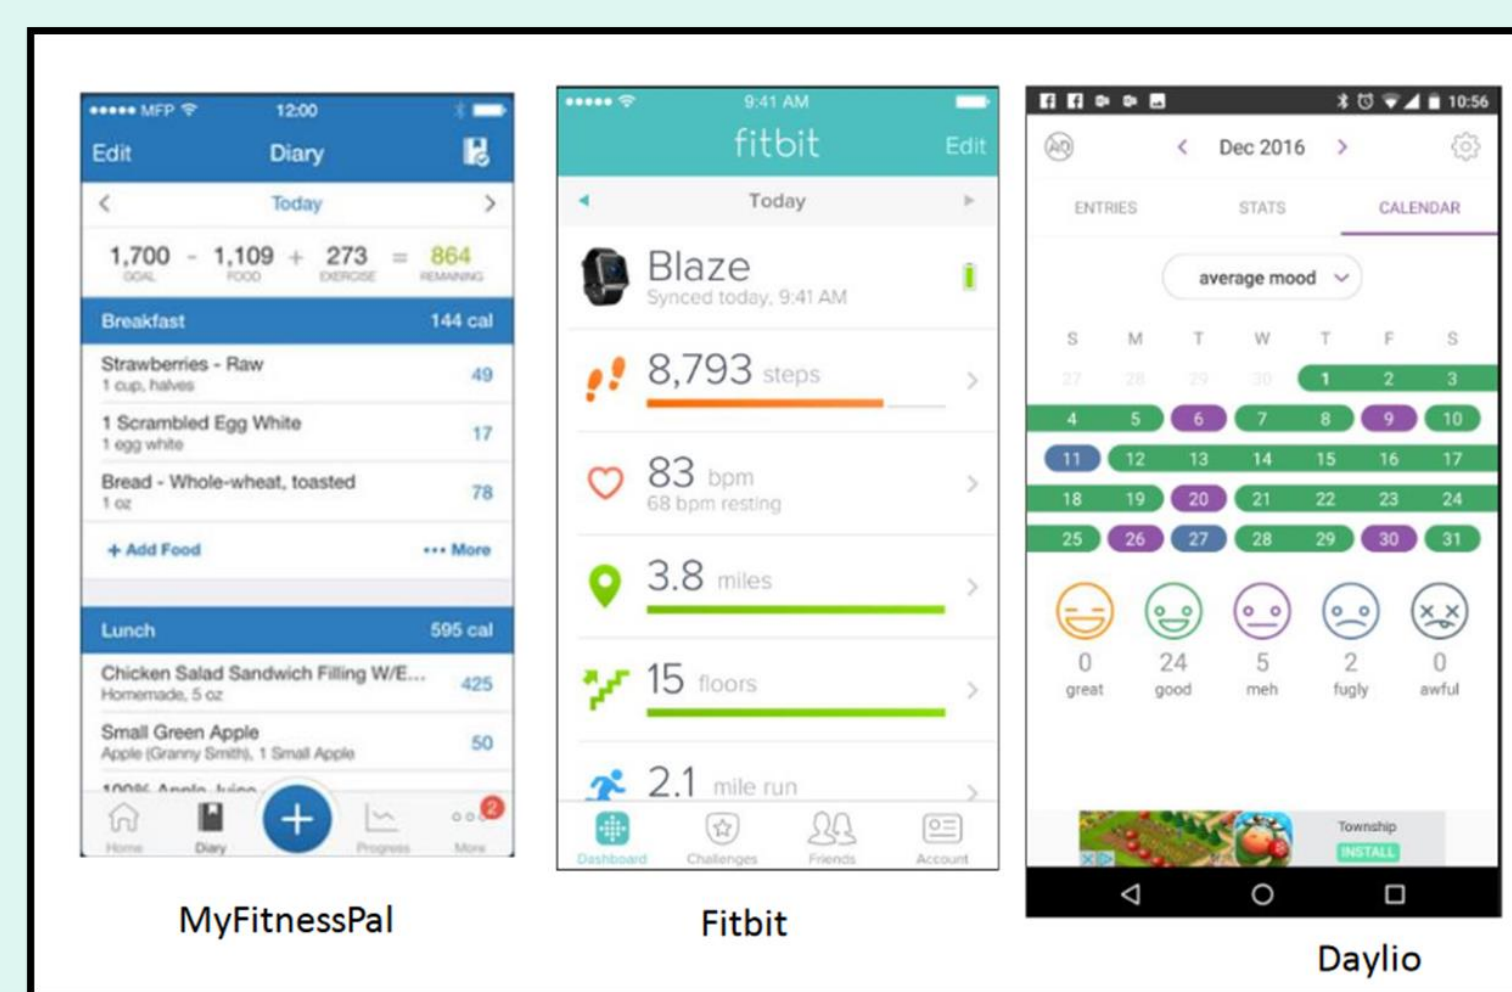 MFP 12:00
Edit Diary
Today
1,700 - 1,109 + 273 = 864
GOAL FOOD EXERCISE REMAINING
Breakfast 144 cal
Strawberries - Raw 49
1 cup, halves
1 Scrambled Egg White 17
1 egg white
Bread - Whole-wheat, toasted 78
1 oz
+ Add Food ••• More
Lunch 595 cal
Chicken Salad Sandwich Filling W/E... 425
Homemade, 5 oz
Small Green Apple 50
Apple (Granny Smith), 1 Small Apple
100% Apple Juice
2
Home Diary Progress More
MyFitnessPal
9:41 AM
fitbit Edit
Today
Blaze
Synced today, 9:41 AM
8,793 steps
83 bpm
68 bpm resting
3.8 miles
15 floors
2.1 mile run
Dashboard Challenges Friends Account
Fitbit
10:56
AD Dec 2016
ENTRIES STATS CALENDAR
average mood
S M T W T F S
27 28 29 30 1 2 3
4 5 6 7 8 9 10
11 12 13 14 15 16 17
18 19 20 21 22 23 24
25 26 27 28 29 30 31
0 24 5 2 0
great good meh fugly awful
Township
INSTALL
Daylio